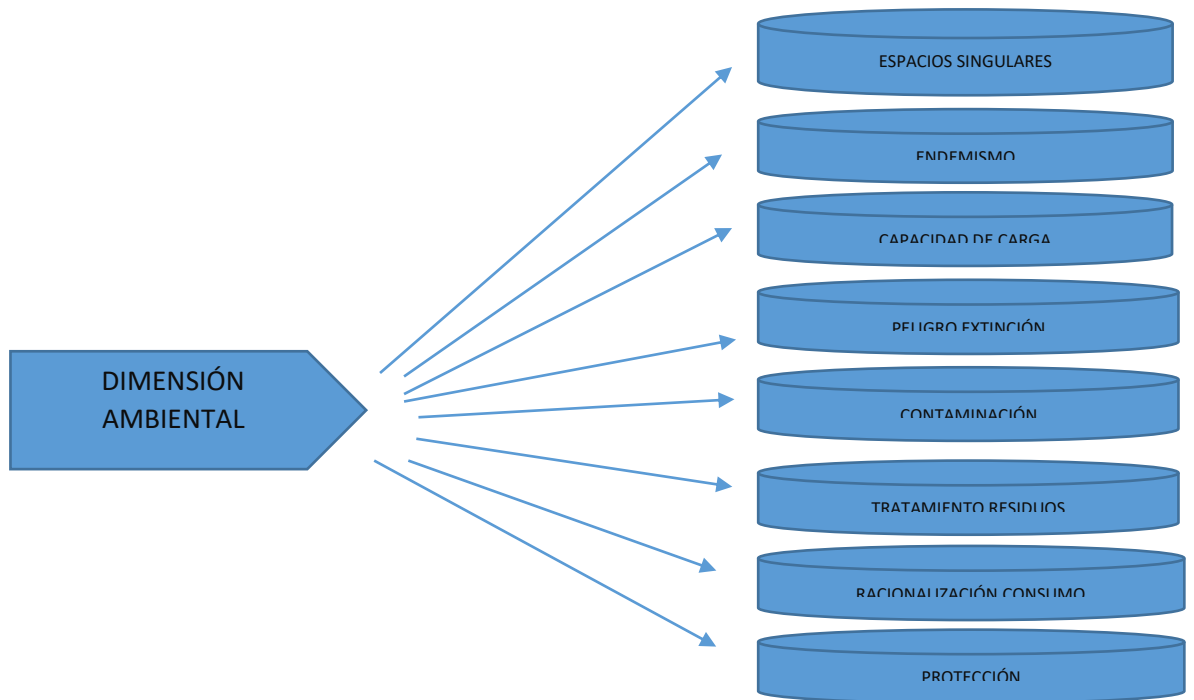 DIMENSIÓN
AMBIENTAL
ESPACIOS SINGULARES
ENDEMISMO
CAPACIDAD DE CARGA
PELIGRO EXTINCIÓN
CONTAMINACIÓN
TRATAMIENTO RESIDUOS
RACIONALIZACIÓN CONSUMO
PROTECCIÓN